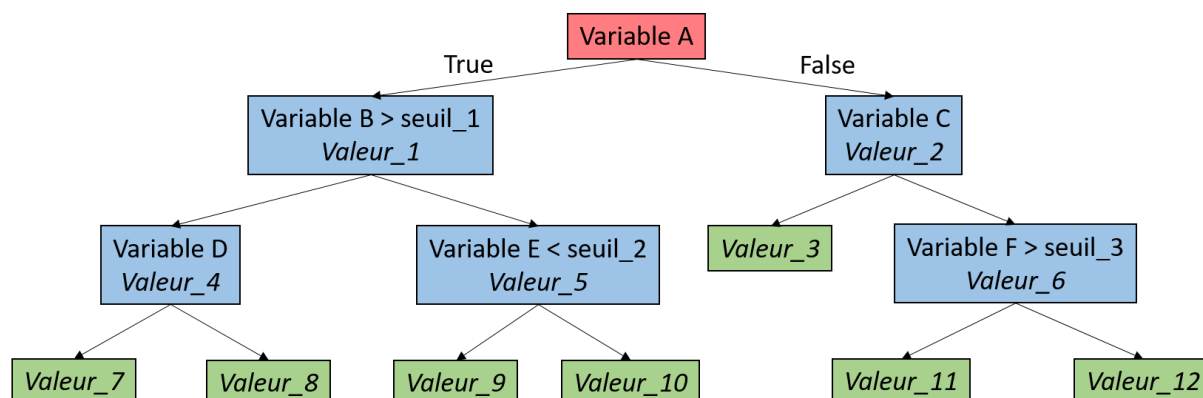 Variable A
True
False
Variable B > seuil_1
Valeur_1
Variable C
Valeur_2
Variable D
Valeur_4
Variable E < seuil_2
Valeur_5
Valeur_3
Variable F > seuil_3
Valeur_6
Valeur_7
Valeur_8
Valeur_9
Valeur_10
Valeur_11
Valeur_12